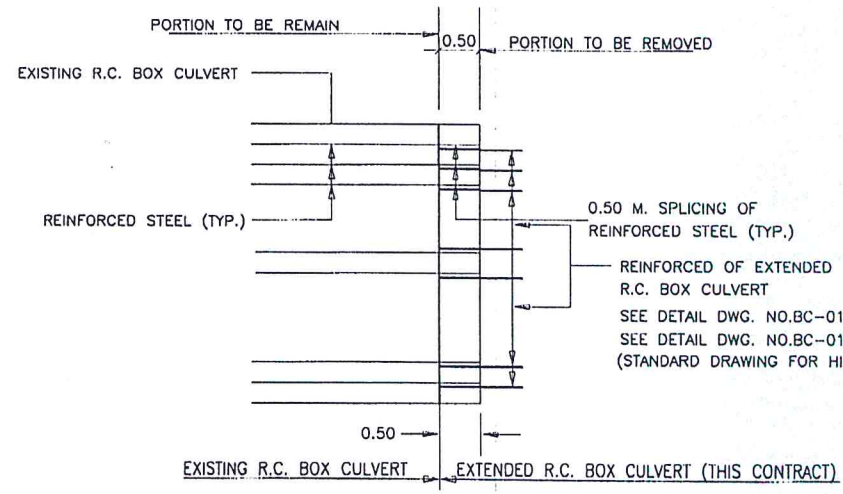 PORTION TO BE REMAIN
0.50
PORTION TO BE REMOVED
EXISTING R.C. BOX CULVERT
REINFORCED STEEL (TYP.)
0.50 M. SPLICING OF
REINFORCED STEEL (TYP.)
REINFORCED OF EXTENDED
R.C. BOX CULVERT
SEE DETAIL DWG. NO.BC-01
SEE DETAIL DWG. NO.BC-01
(STANDARD DRAWING FOR HI
0.50
EXISTING R.C. BOX CULVERT
EXTENDED R.C. BOX CULVERT (THIS CONTRACT)